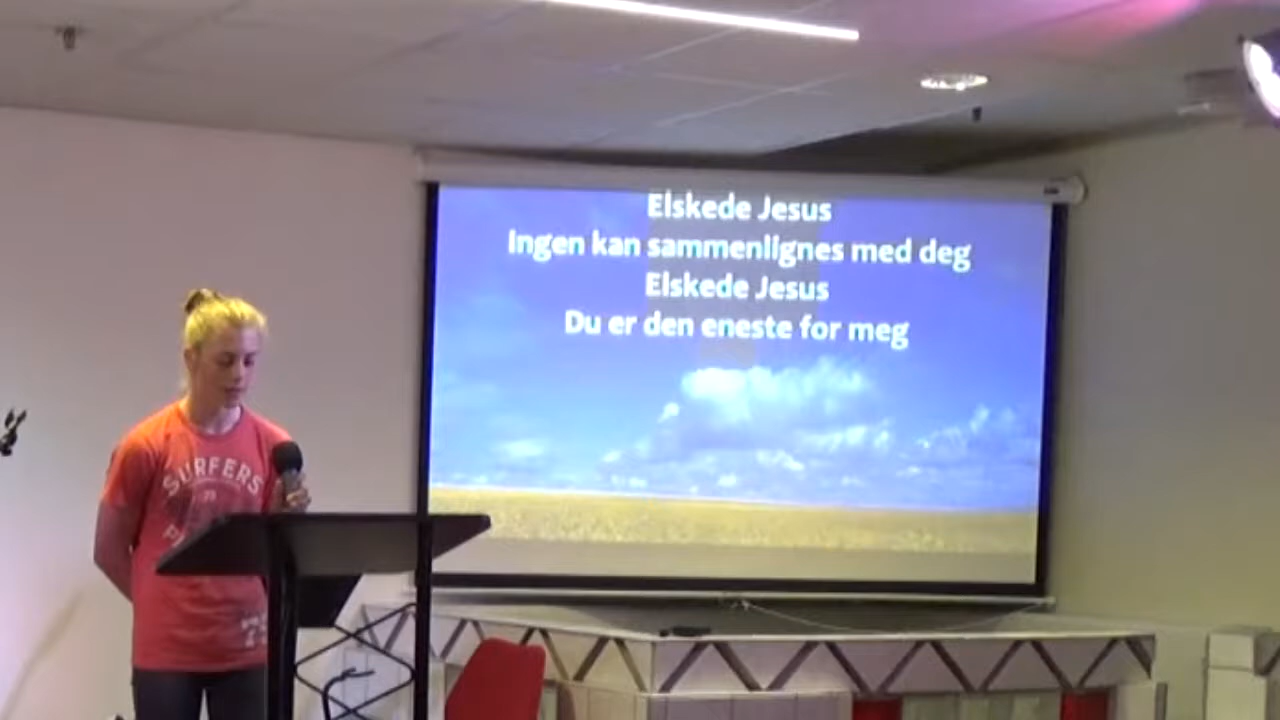 Elskede Jesus
Ingen kan sammenlignes med deg
Elskede Jesus
Du er den eneste for meg
SURFERS